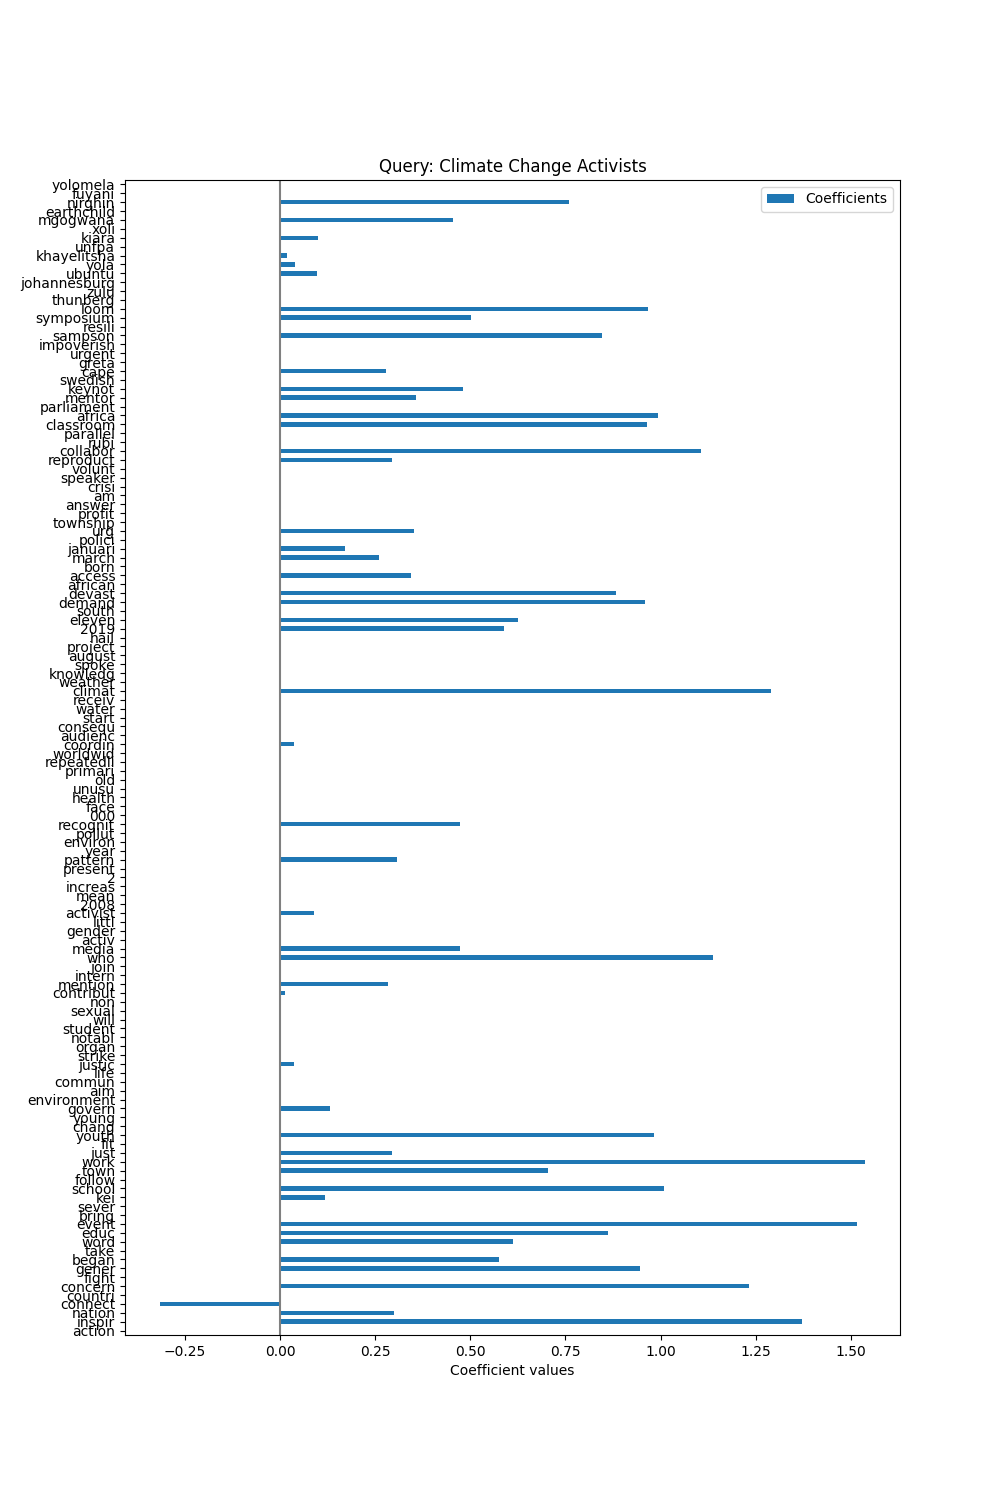 Query: Climate Change Activists
Coefficients
yolomela
fuyani
nirghin
earthchild
mgogwana
xoli
kiara
unfpa
khayelitsha
yola
ubuntu
johannesburg
zulu
thunberg
loom
symposium
resili
sampson
impoverish
urgent
greta
cape
swedish
keynot
mentor
parliament
africa
classroom
parallel
rubi
collabor
reproduct
volunt
speaker
crisi
am
answer
profit
township
urg
polici
januari
march
born
access
african
devast
demand
south
eleven
2019
hail
project
august
spoke
knowledg
weather
climat
receiv
water
start
consequ
audienc
coordin
worldwid
repeatedli
primari
old
unusu
health
face
000
recognit
pollut
environ
year
pattern
present
2
increas
mean
2008
activist
littl
gender
activ
media
who
join
intern
mention
contribut
non
sexual
will
student
notabl
organ
strike
justic
life
commun
aim
environment
govern
young
chang
youth
fit
just
work
town
follow
school
kei
sever
bring
event
educ
word
take
began
gener
fight
concern
countri
connect
nation
inspir
action
−0.25 0.00 0.25 0.50 0.75 1.00 1.25 1.50
Coefficient values